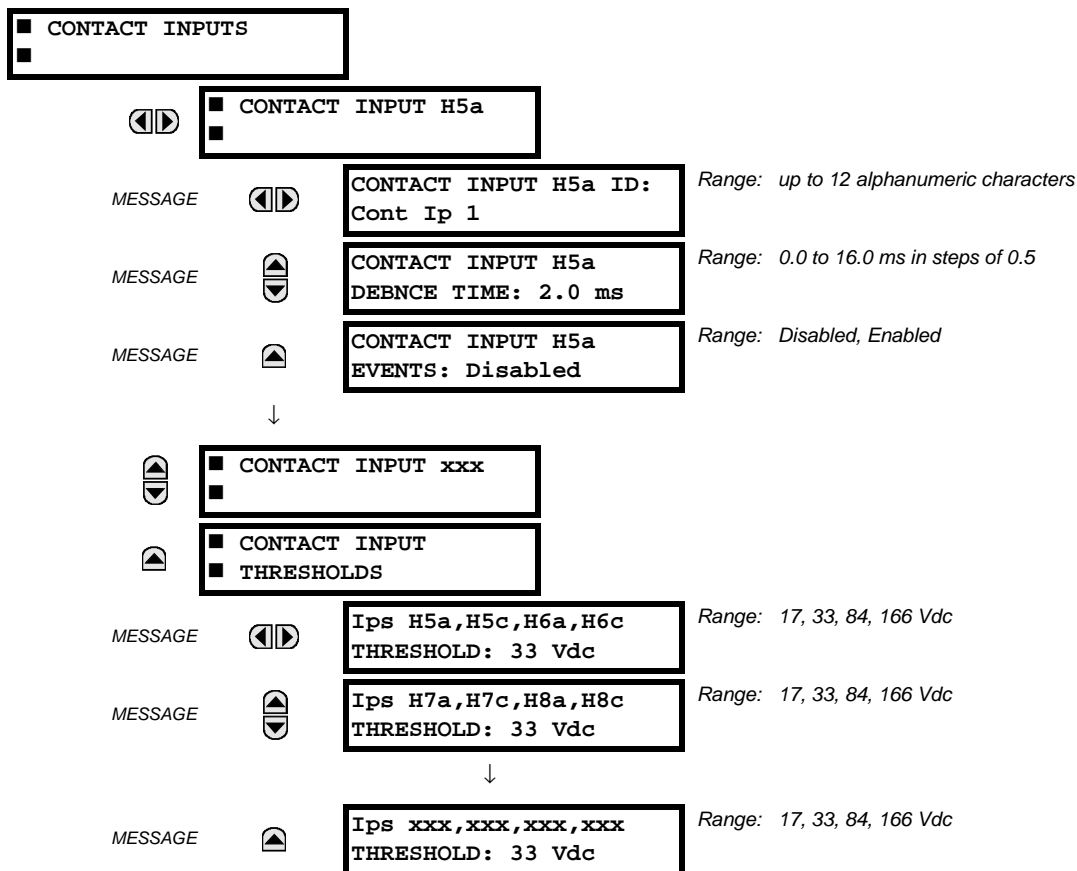 ■ CONTACT INPUTS
■
■ CONTACT INPUT H5a
■
MESSAGE
CONTACT INPUT H5a ID:
Cont Ip 1
Range: up to 12 alphanumeric characters
MESSAGE
CONTACT INPUT H5a
DEBNCE TIME: 2.0 ms
Range: 0.0 to 16.0 ms in steps of 0.5
MESSAGE
CONTACT INPUT H5a
EVENTS: Disabled
Range: Disabled, Enabled
↓
■ CONTACT INPUT xxx
■
■ CONTACT INPUT
■ THRESHOLDS
MESSAGE
Ips H5a,H5c,H6a,H6c
THRESHOLD: 33 Vdc
Range: 17, 33, 84, 166 Vdc
MESSAGE
Ips H7a,H7c,H8a,H8c
THRESHOLD: 33 Vdc
Range: 17, 33, 84, 166 Vdc
↓
MESSAGE
Ips xxx,xxx,xxx,xxx
THRESHOLD: 33 Vdc
Range: 17, 33, 84, 166 Vdc